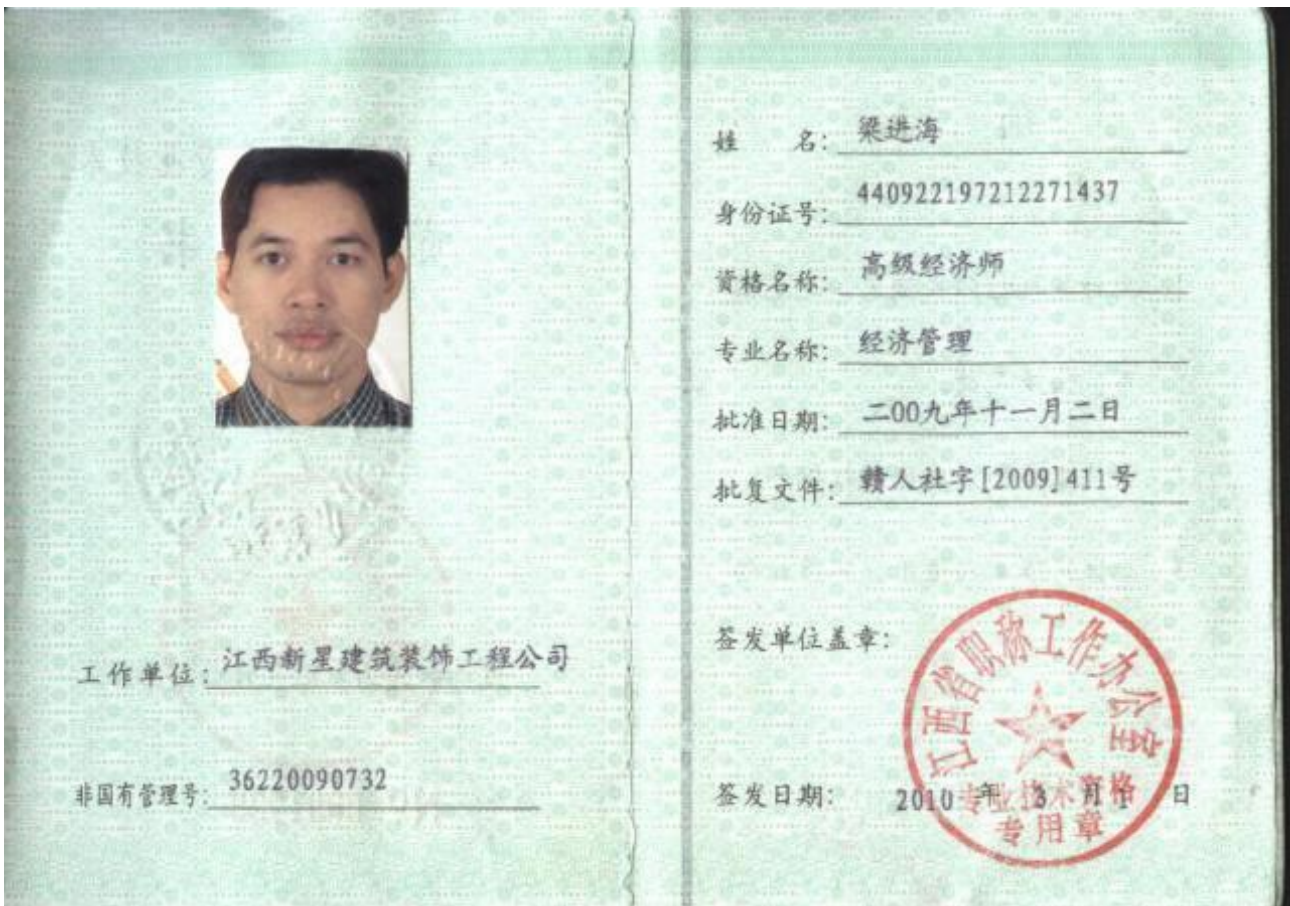 工作单位：江西新星建筑装饰工程公司
非国有管理号：36220090732
姓 名：梁进海
身份证号：440922197212271437
资格名称：高级经济师
专业名称：经济管理
批准日期：二00九年十一月二日
批复文件：赣人社字[2009]411号
签发单位盖章：
江西省职称工作办公室
专业技术资格
专用章
签发日期： 2010 年 3 月 1 日